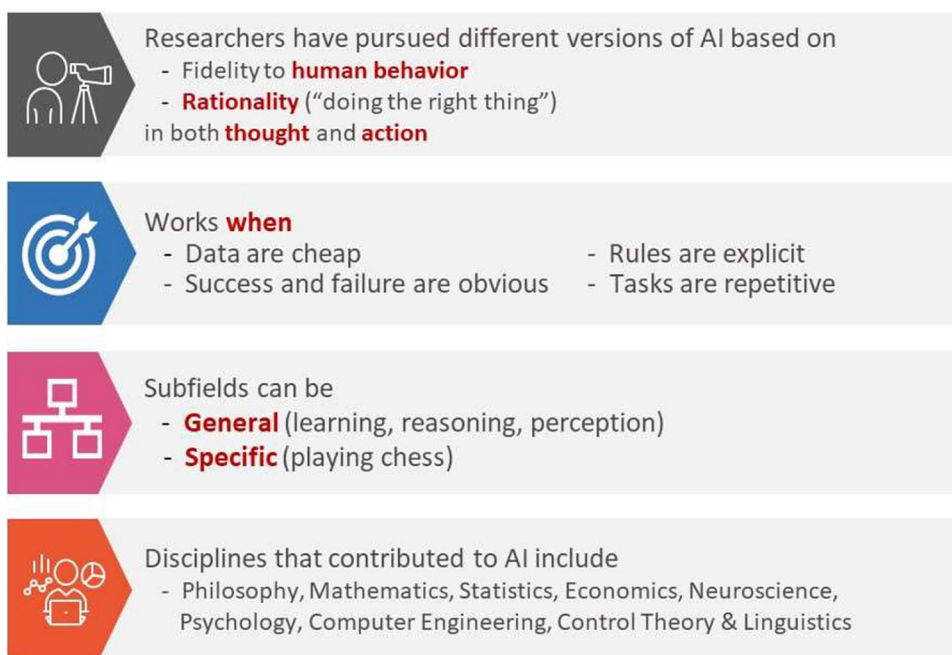 Researchers have pursued different versions of AI based on
- Fidelity to human behavior
- Rationality (“doing the right thing”)
in both thought and action
Works when
- Data are cheap
- Success and failure are obvious
- Rules are explicit
- Tasks are repetitive
Subfields can be
- General (learning, reasoning, perception)
- Specific (playing chess)
Disciplines that contributed to AI include
- Philosophy, Mathematics, Statistics, Economics, Neuroscience,
Psychology, Computer Engineering, Control Theory & Linguistics